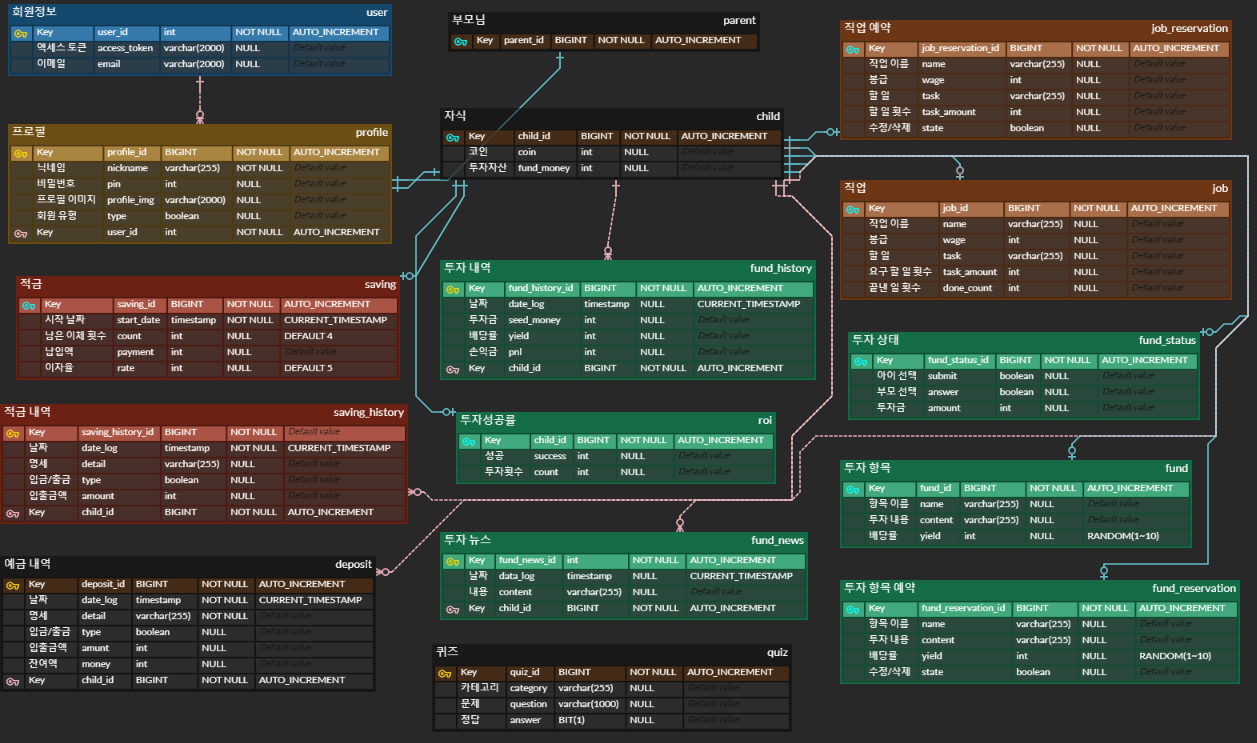 회원정보 user
Key user_id int NOT NULL AUTO_INCREMENT
액세스 토큰 access_token varchar(2000) NULL Default value
이메일 email varchar(2000) NULL Default value
프로필 profile
Key profile_id BIGINT NOT NULL AUTO_INCREMENT
닉네임 nickname varchar(255) NOT NULL Default value
비밀번호 pin int NULL Default value
프로필 이미지 profile_img varchar(2000) NULL Default value
회원 유형 type boolean NULL Default value
Key user_id int NOT NULL AUTO_INCREMENT
적금 saving
Key saving_id BIGINT NOT NULL AUTO_INCREMENT
시작 날짜 start_date timestamp NOT NULL CURRENT_TIMESTAMP
남은 이체 횟수 count int NULL DEFAULT 4
납입액 payment int NULL Default value
이자율 rate int NULL DEFAULT 5
적금 내역 saving_history
Key saving_history_id BIGINT NOT NULL Default value
날짜 date_log timestamp NULL CURRENT_TIMESTAMP
명세 detail varchar(255) NULL Default value
입금/출금 type boolean NULL Default value
입출금액 amount int NULL Default value
Key child_id BIGINT NOT NULL AUTO_INCREMENT
예금 내역 deposit
Key deposit_id BIGINT NOT NULL AUTO_INCREMENT
날짜 date_log timestamp NOT NULL CURRENT_TIMESTAMP
명세 detail varchar(255) NOT NULL Default value
입금/출금 type boolean NULL Default value
입출금액 amunt int NULL Default value
잔여액 money int NULL Default value
Key child_id BIGINT NOT NULL AUTO_INCREMENT
부모님 parent
Key parent_id BIGINT NOT NULL AUTO_INCREMENT
자식 child
Key child_id BIGINT NOT NULL AUTO_INCREMENT
코인 coin int NULL Default value
투자자산 fund_money int NULL Default value
투자 내역 fund_history
Key fund_history_id BIGINT NOT NULL AUTO_INCREMENT
날짜 date_log timestamp NULL CURRENT_TIMESTAMP
투자금 seed_money int NULL Default value
배당률 yield int NULL Default value
손익금 pnl int NULL Default value
Key child_id BIGINT NOT NULL AUTO_INCREMENT
투자성공률 roi
Key child_id BIGINT NOT NULL AUTO_INCREMENT
성공 success int NULL Default value
투자횟수 count int NULL Default value
투자 뉴스 fund_news
Key fund_news_id int NOT NULL AUTO_INCREMENT
날짜 data_log timestamp NULL CURRENT_TIMESTAMP
내용 content varchar(255) NULL Default value
Key child_id BIGINT NOT NULL AUTO_INCREMENT
퀴즈 quiz
Key quiz_id BIGINT NOT NULL AUTO_INCREMENT
카테고리 category varchar(255) NULL Default value
문제 question varchar(1000) NULL Default value
정답 answer BIT(1) NULL Default value
직업 예약 job_reservation
Key job_reservation_id BIGINT NOT NULL AUTO_INCREMENT
직업 이름 name varchar(255) NULL Default value
봉급 wage int NULL Default value
할 일 task varchar(255) NULL Default value
할 일 횟수 task_amount int NULL Default value
수정/삭제 state boolean NULL Default value
직업 job
Key job_id BIGINT NOT NULL AUTO_INCREMENT
직업 이름 name varchar(255) NULL Default value
봉급 wage int NULL Default value
할 일 task varchar(255) NULL Default value
요구 할 일 횟수 task_amount int NULL Default value
끝낸 일 횟수 done_count int NULL Default value
투자 상태 fund_status
Key fund_status_id BIGINT NOT NULL AUTO_INCREMENT
아이 선택 submit boolean NULL Default value
부모 선택 answer boolean NULL Default value
투자금 amount int NULL Default value
투자 항목 fund
Key fund_id BIGINT NOT NULL AUTO_INCREMENT
항목 이름 name varchar(255) NULL Default value
투자 내용 content varchar(255) NULL Default value
배당률 yield int NULL RANDOM(1~10)
투자 항목 예약 fund_reservation
Key fund_reservation_id BIGINT NOT NULL AUTO_INCREMENT
항목 이름 name varchar(255) NULL Default value
투자 내용 content varchar(255) NULL Default value
배당률 yield int NULL RANDOM(1~10)
수정/삭제 state boolean NULL Default value